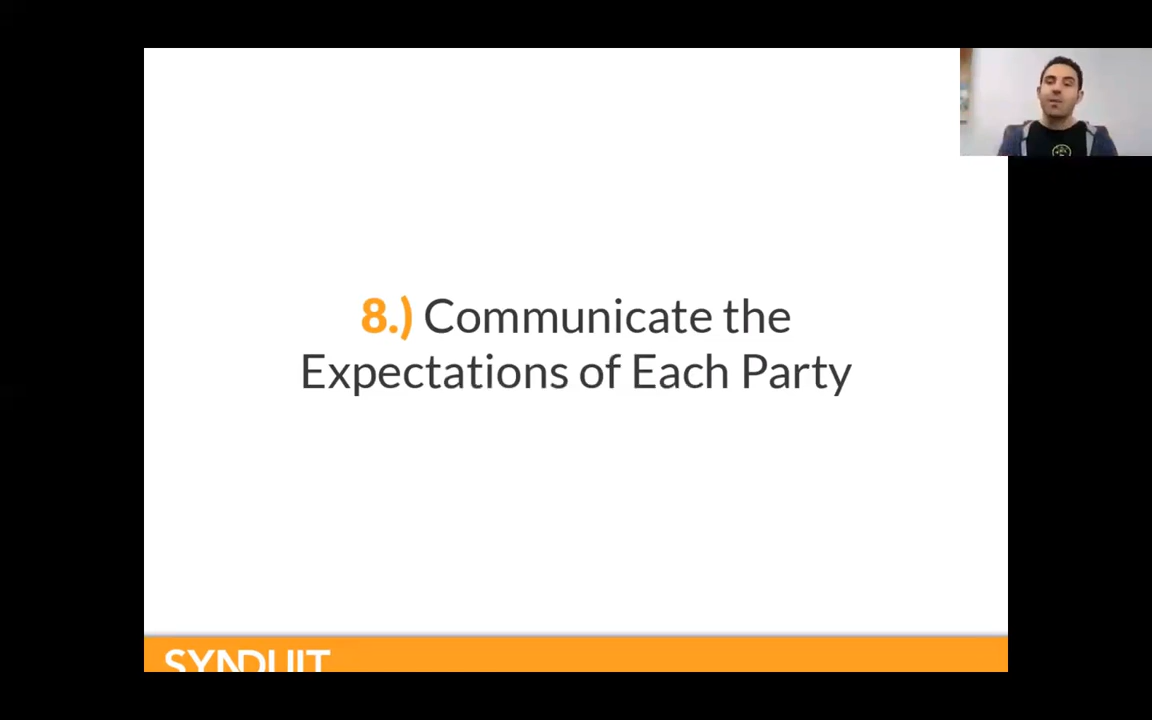 8.) Communicate the
Expectations of Each Party
SYNDUIT